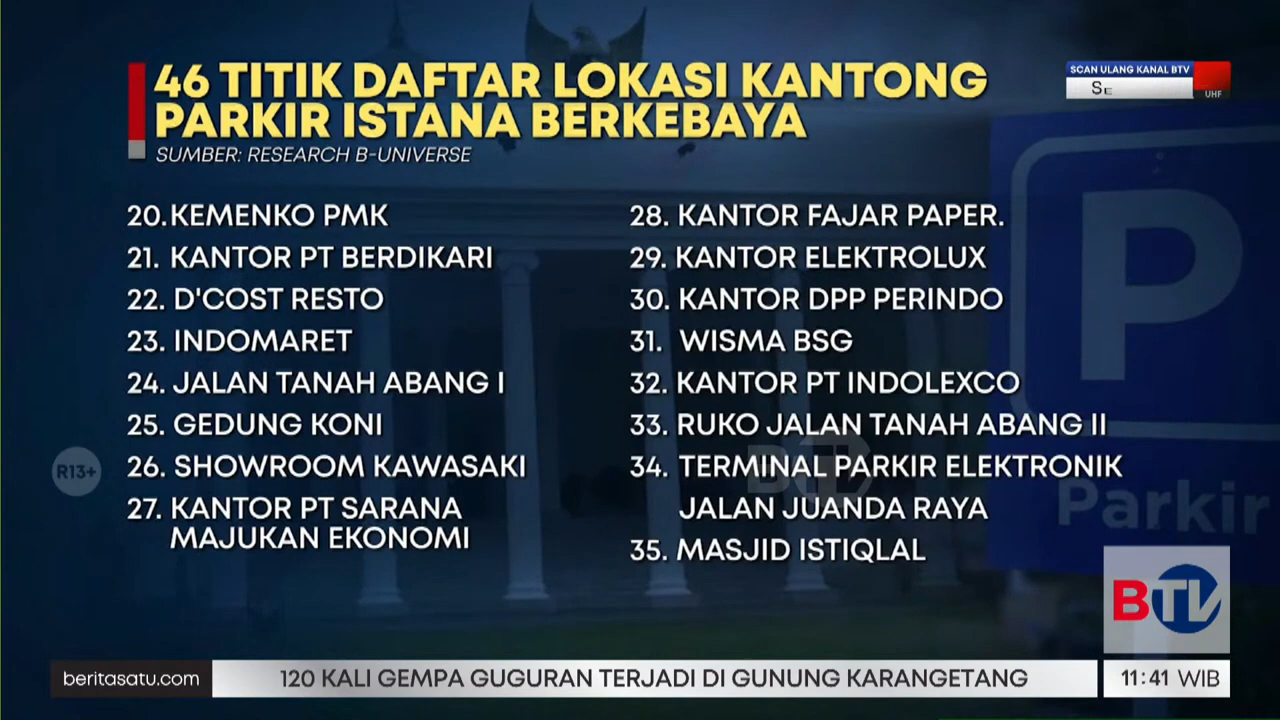 46 TITIK DAFTAR LOKASI KANTONG
PARKIR ISTANA BERKEBAYA
SUMBER: RESEARCH B-UNIVERSE
SCAN ULANG KANAL BTV
SE
UHF
20. KEMENKO PMK
21. KANTOR PT BERDIKARI
22. D'COST RESTO
23. INDOMARET
24. JALAN TANAH ABANG I
25. GEDUNG KONI
26. SHOWROOM KAWASAKI
27. KANTOR PT SARANA
MAJUKAN EKONOMI
28. KANTOR FAJAR PAPER.
29. KANTOR ELEKTROLUX
30. KANTOR DPP PERINDO
31. WISMA BSG
32. KANTOR PT INDOLEXCO
33. RUKO JALAN TANAH ABANG II
34. TERMINAL PARKIR ELEKTRONIK
JALAN JUANDA RAYA
35. MASJID ISTIQLAL
R13+
BTV
P
Parkir
BTV
beritasatu.com
120 KALI GEMPA GUGURAN TERJADI DI GUNUNG KARANGETANG
11:41 WIB